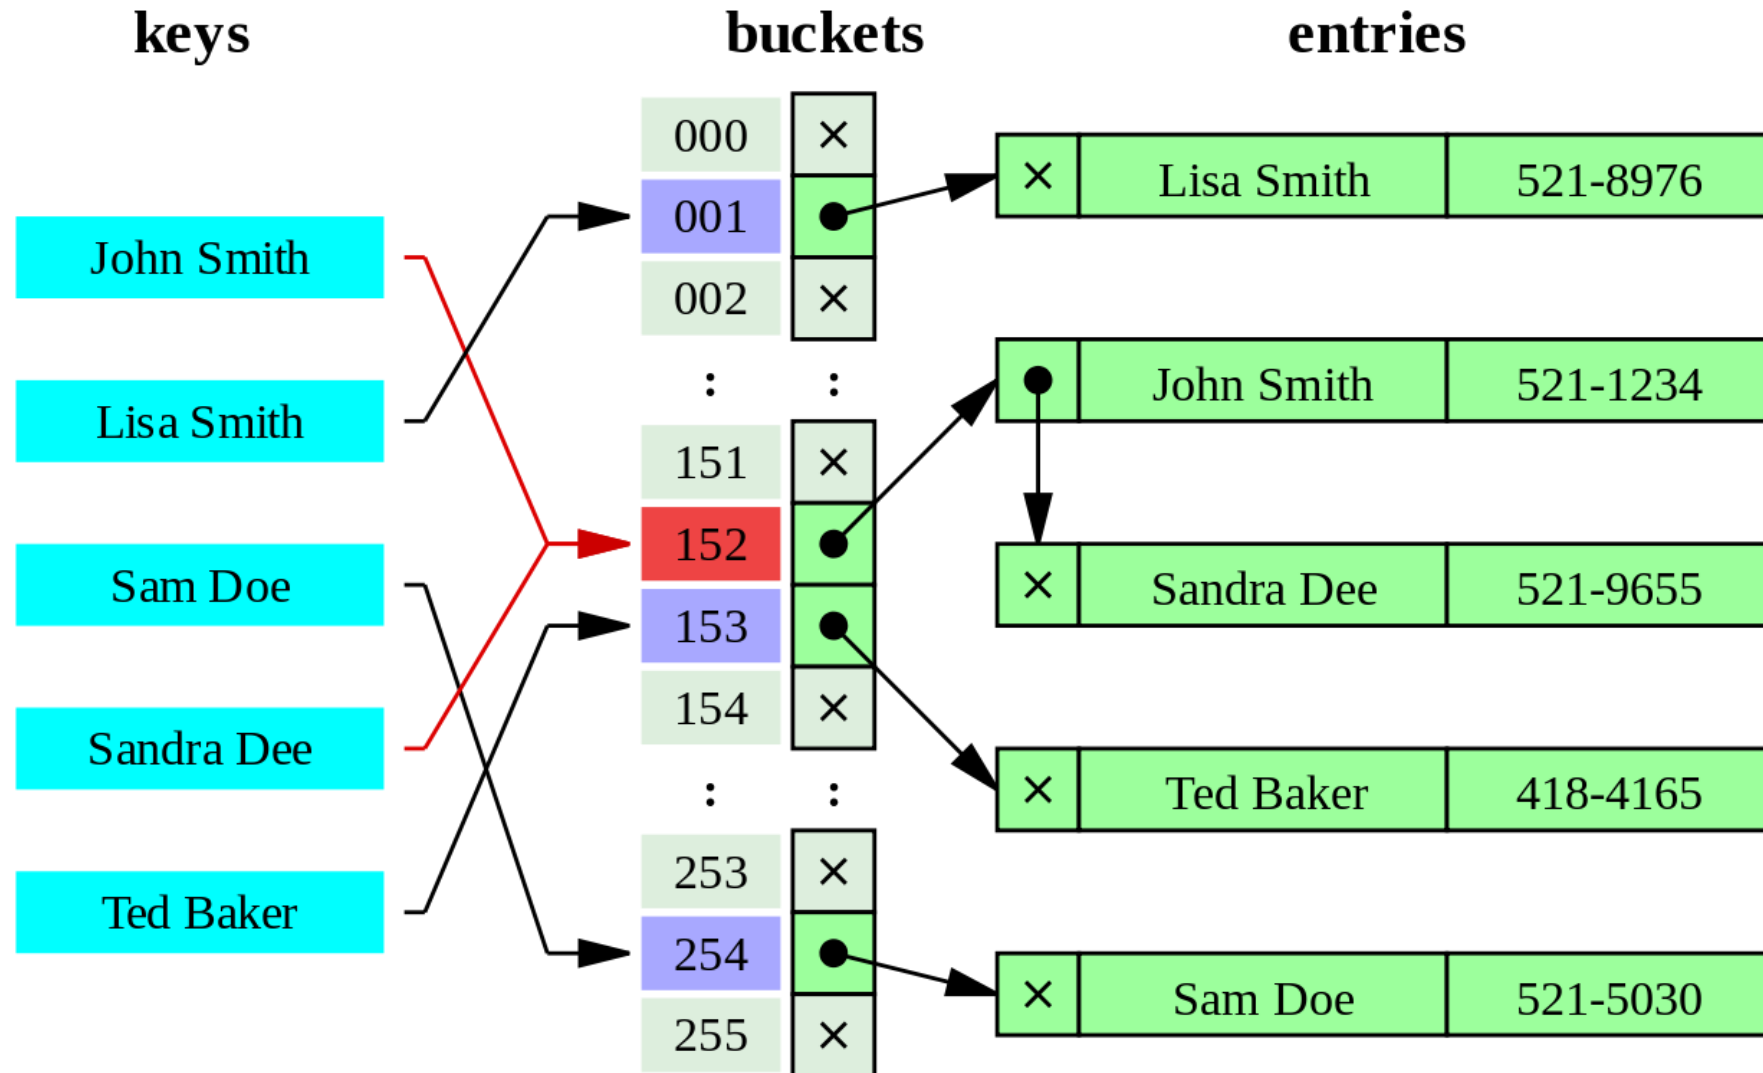 keys
buckets
entries
John Smith
Lisa Smith
Sam Doe
Sandra Dee
Ted Baker
000 ×
001
002 ×
: :
151 ×
152
153
154 ×
: :
253 ×
254
255 ×
× Lisa Smith 521-8976
John Smith 521-1234
× Sandra Dee 521-9655
× Ted Baker 418-4165
× Sam Doe 521-5030